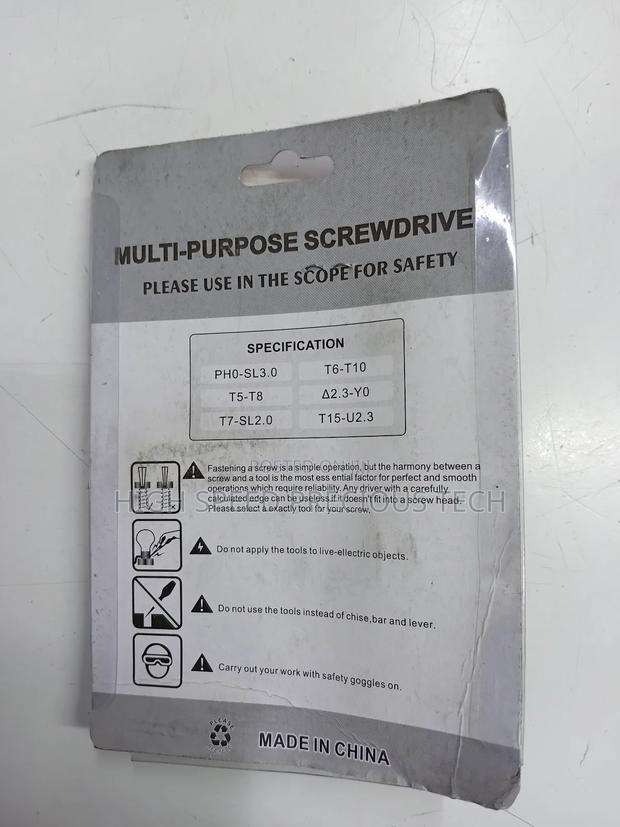 MULTI-PURPOSE SCREWDRIVE
PLEASE USE IN THE SCOPE FOR SAFETY
SPECIFICATION
PH0-SL3.0 T6-T10
T5-T8 Δ2.3-Y0
T7-SL2.0 T15-U2.3
POSTED ON
Fastening a screw is a simple operation, but the harmony between a
screw and a tool is the most ess ential factor for perfect and smooth
operations which require reliability. Any driver with a carefully
calculated edge can be useless if it doesn't fit into a screw head.
Please select a exactly tool for your screw.
TECH
Do not apply the tools to live-ellectric objects.
Do not use the tools instead of chise,bar and lever.
Carry out your work with safety goggles on.
PLEASE
MADE IN CHINA